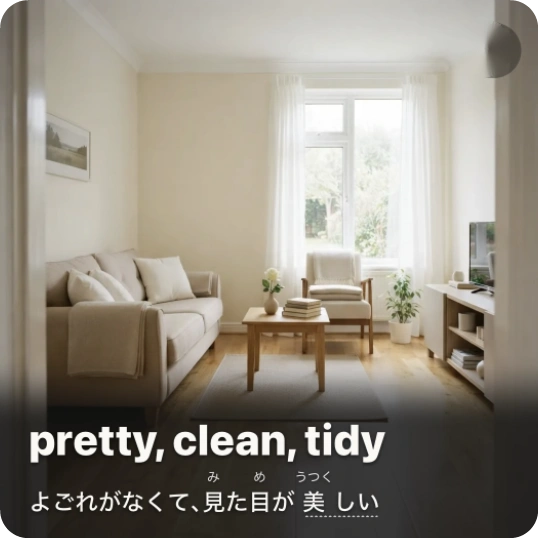 pretty, clean, tidy
み め うつく
よごれがなくて、見た目が 美 しい